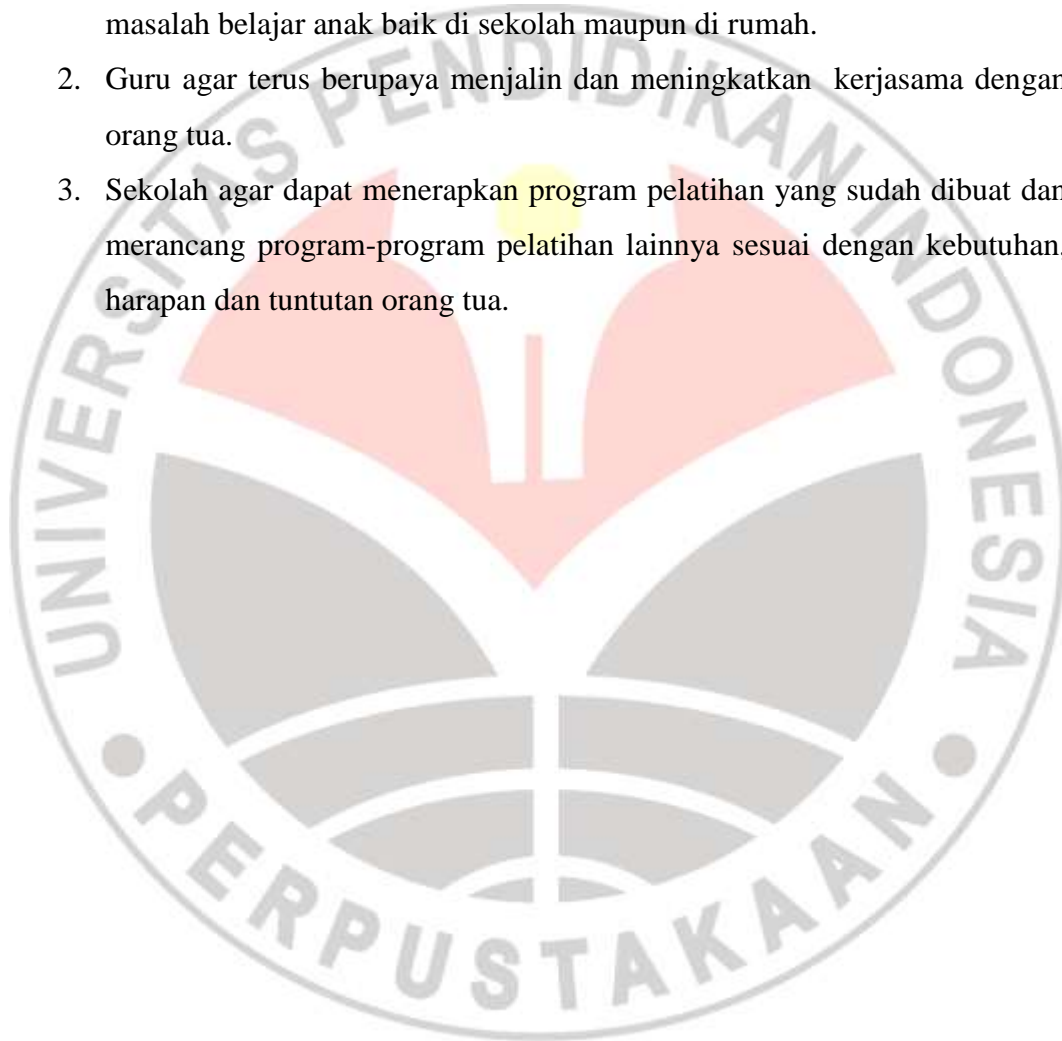 masalah belajar anak baik di sekolah maupun di rumah.
2. Guru agar terus berupaya menjalin dan meningkatkan kerjasama dengan
orang tua.
3. Sekolah agar dapat menerapkan program pelatihan yang sudah dibuat dan
merancang program-program pelatihan lainnya sesuai dengan kebutuhan,
harapan dan tuntutan orang tua.
UNIVERSITAS PENDIDIKAN INDONESIA
PERPUSTAKAAN